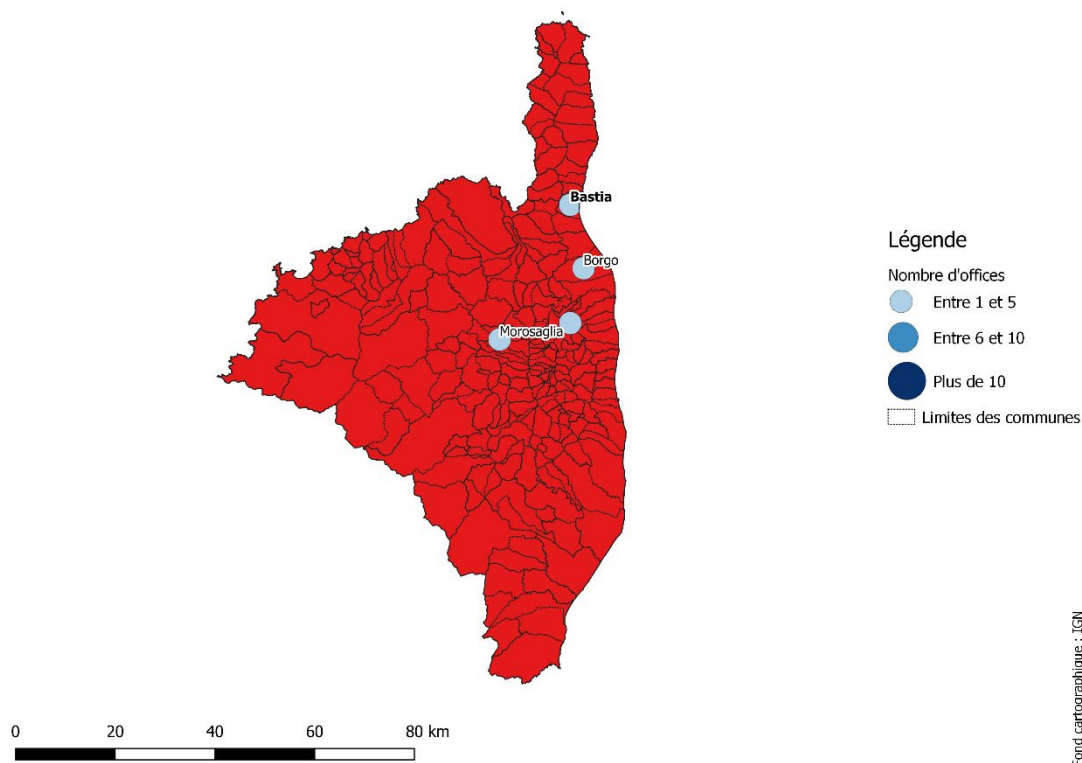 Bastia
Borgo
Morosaglia
Légende
Nombre d'offices
Entre 1 et 5
Entre 6 et 10
Plus de 10
Limites des communes
0 20 40 60 80 km
Fond cartographique : IGN